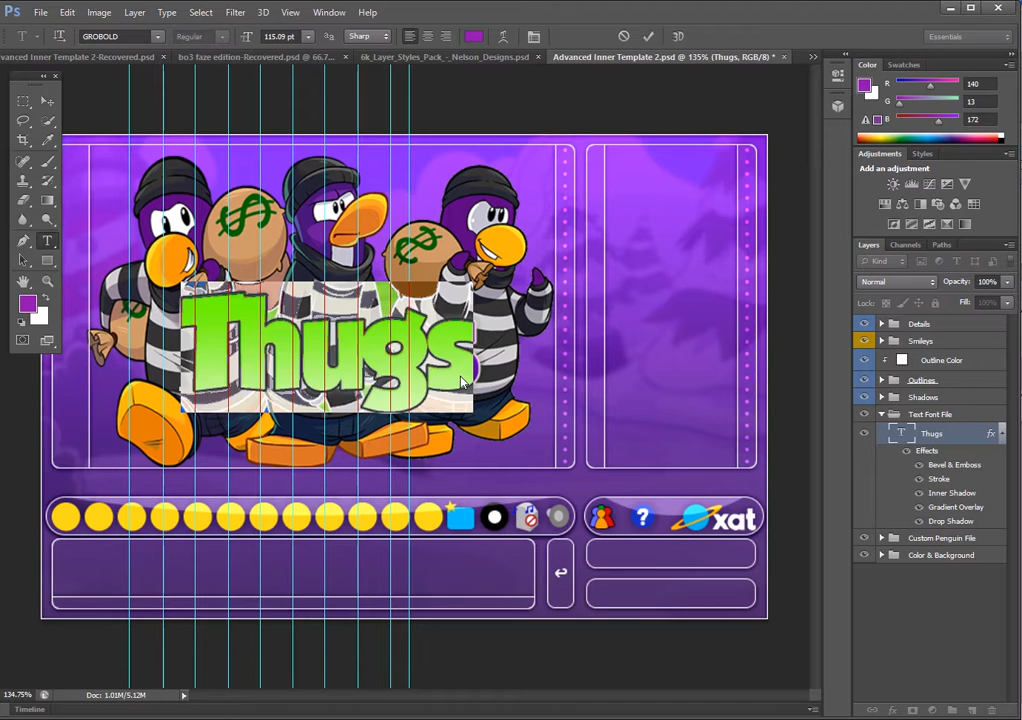 Ps File Edit Image Layer Type Select Filter 3D View Window Help
T GROBOLD Regular 115.09 pt aa Sharp 3D Essentials
Advanced Inner Template 2-Recovered.psd × bo3 faze edition-Recovered.psd @ 66.7... × 6k_Layer_Styles_Pack_-_Nelson_Designs.psd × Advanced Inner Template 2.psd @ 135% (Thugs, RGB/8) * ×
Color Swatches
R 140
G 13
B 172
Adjustments Styles
Add an adjustment
Layers Channels Paths
Kind
Normal Opacity: 100%
Lock: Fill: 100%
Details
Smileys
Outline Color
Outlines
Shadows
Text Font File
T Thugs fx
Effects
Bevel & Emboss
Stroke
Inner Shadow
Gradient Overlay
Drop Shadow
Custom Penguin File
Color & Background
$ $
Thugs
? xat
134.75% Doc: 1.01M/5.12M
Timeline